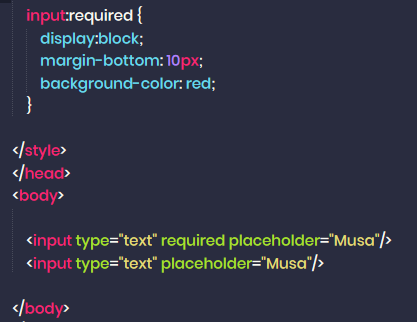 input:required {
display:block;
margin-bottom: 10px;
background-color: red;
}
</style>
</head>
<body>
<input type="text" required placeholder="Musa"/>
<input type="text" placeholder="Musa"/>
</body>